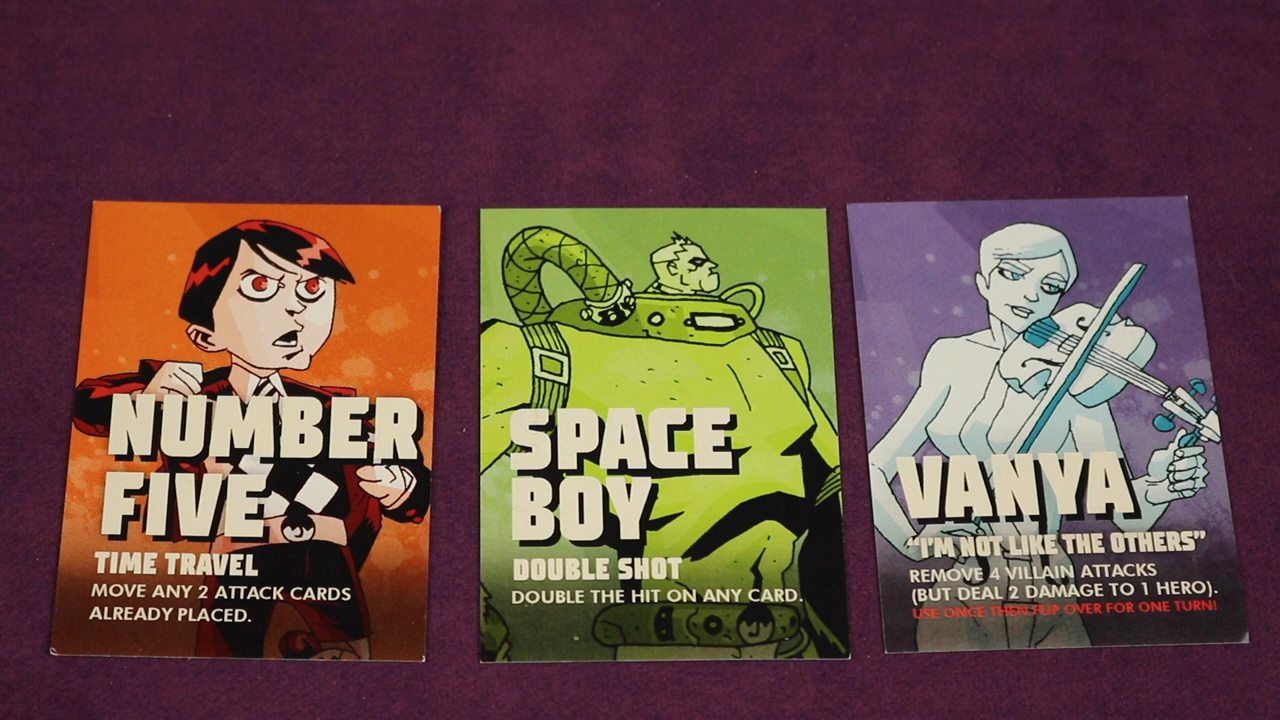 NUMBER
FIVE
TIME TRAVEL
MOVE ANY 2 ATTACK CARDS
ALREADY PLACED.
SPACE
BOY
DOUBLE SHOT
DOUBLE THE HIT ON ANY CARD.
VANYA
"I'M NOT LIKE THE OTHERS"
REMOVE 4 VILLAIN ATTACKS
(BUT DEAL 2 DAMAGE TO 1 HERO).
USE ONCE THEN FLIP OVER FOR ONE TURN!